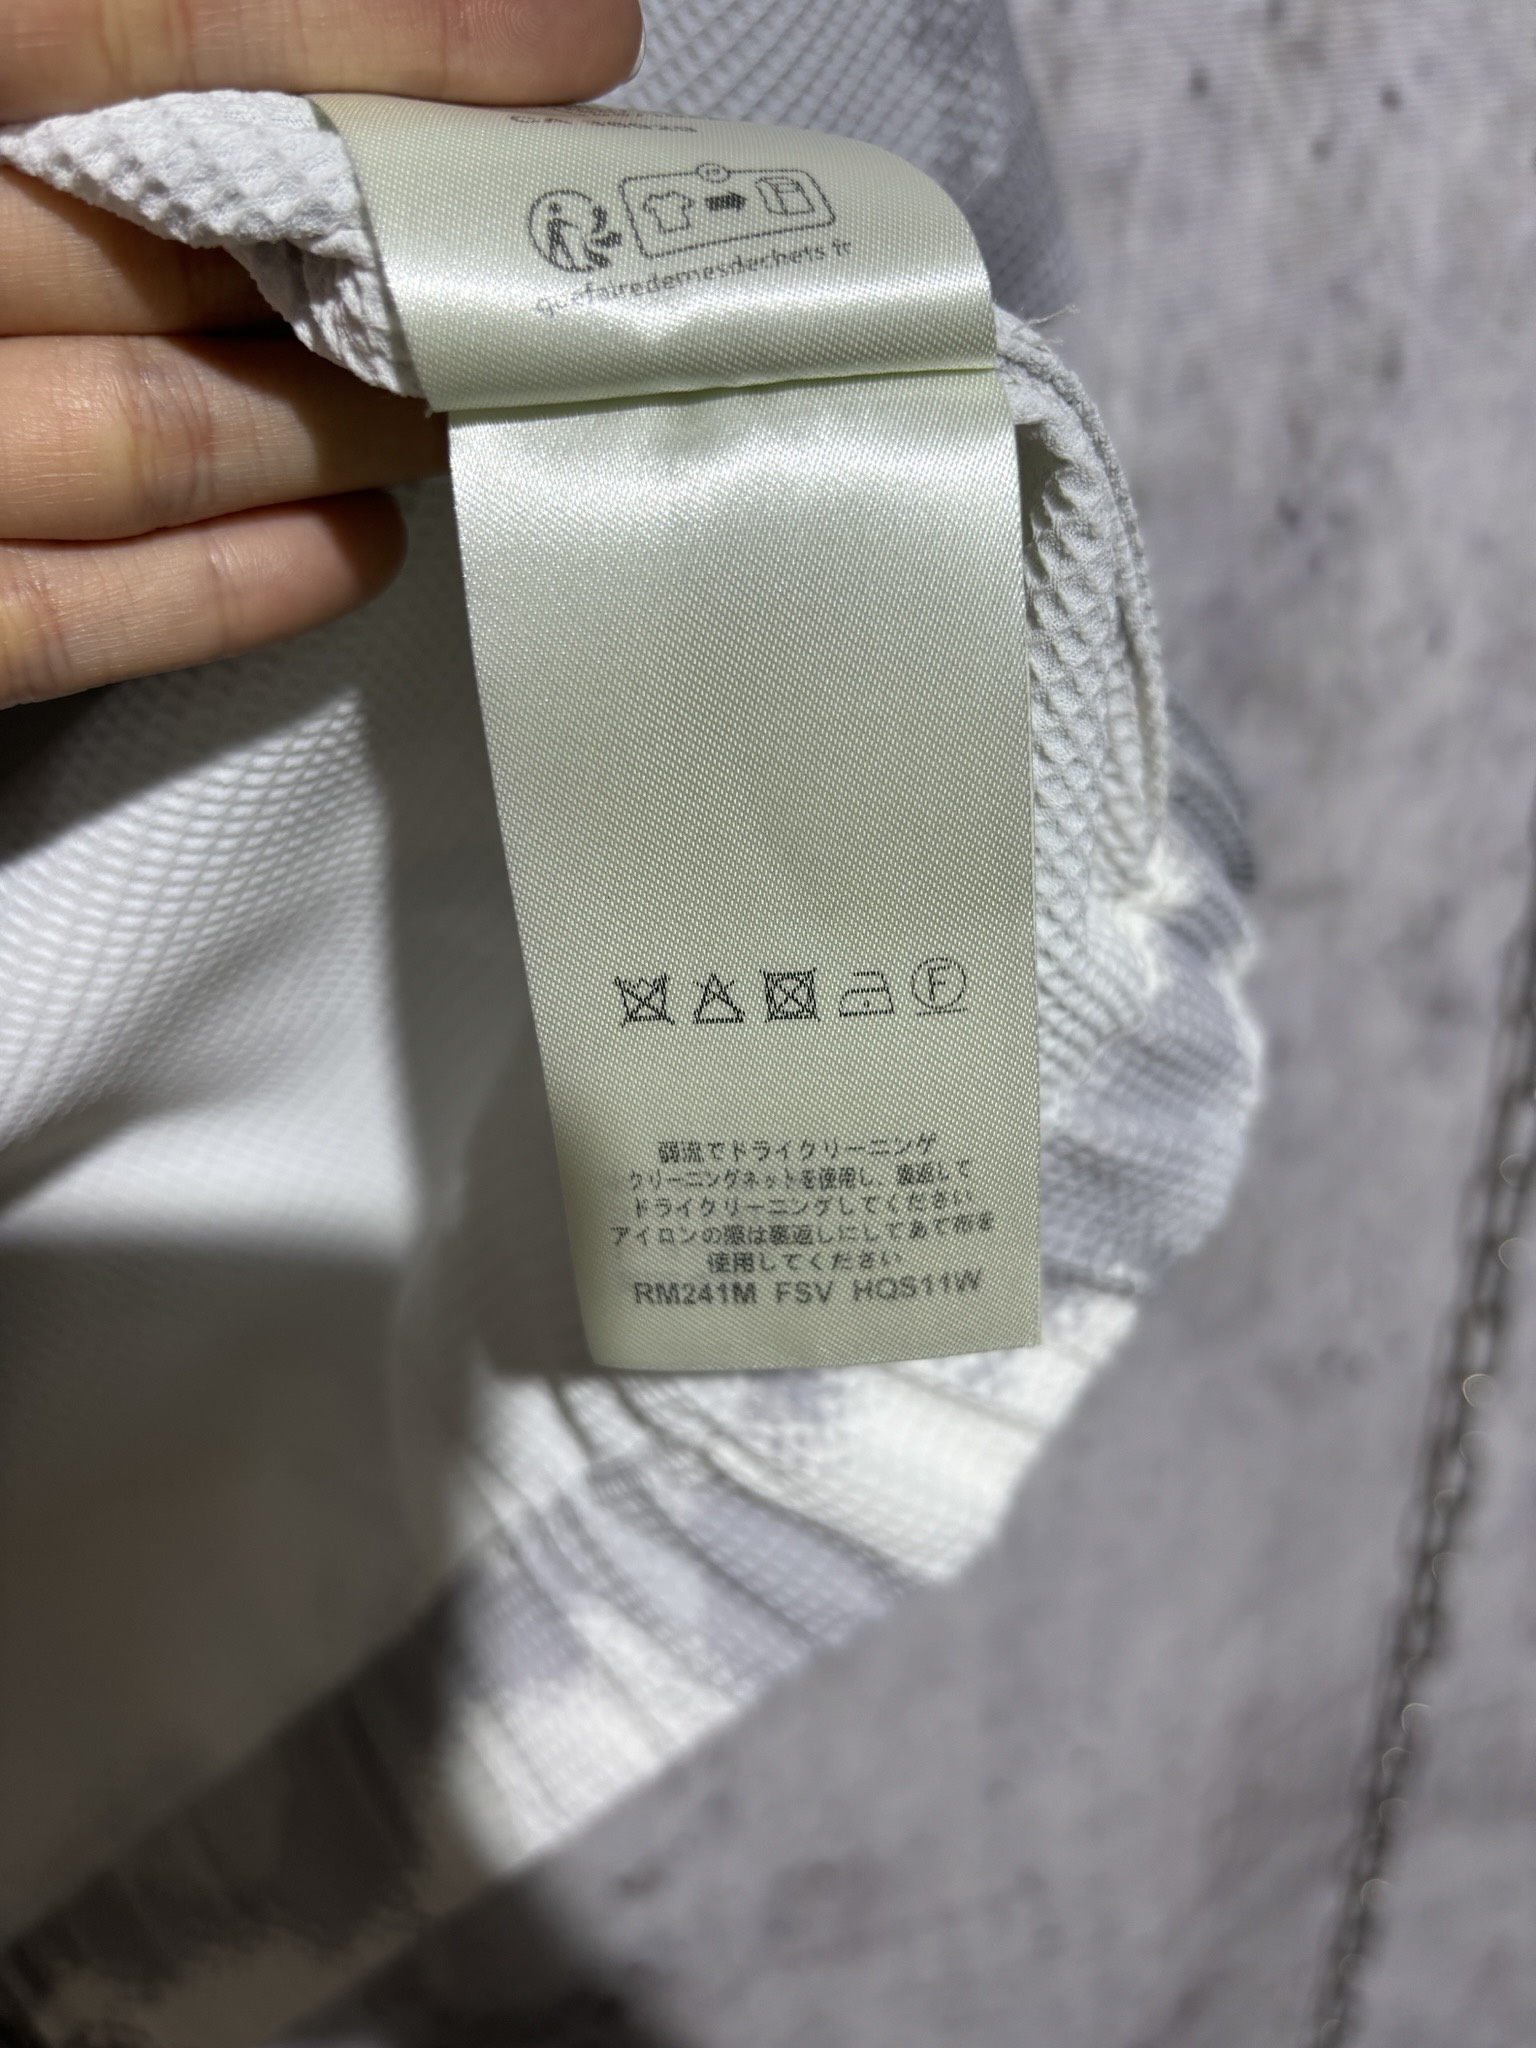 quefairedemesdechets.fr
F
弱流でドライクリーニング
クリーニングネットを使用し、裏返して
ドライクリーニングしてください
アイロンの際は裏返しにしてあて布を
使用してください
RM241M FSV HQS11W